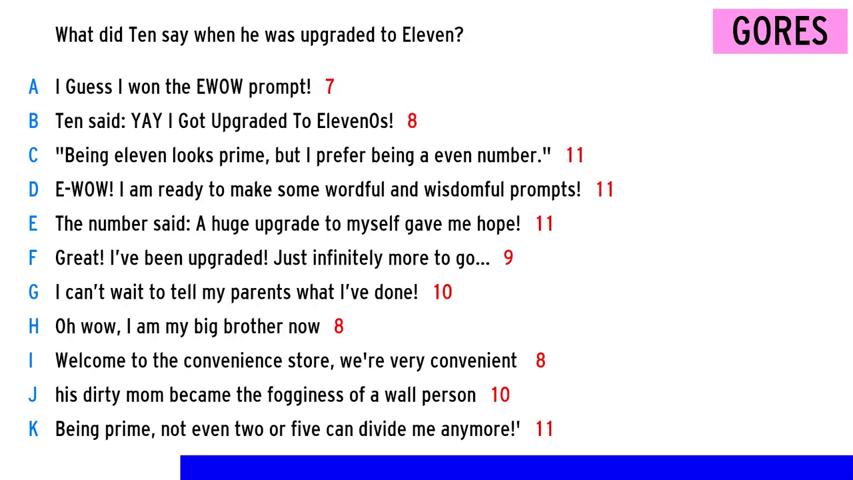 What did Ten say when he was upgraded to Eleven?
GORES
A I Guess I won the EWOW prompt! 7
B Ten said: YAY I Got Upgraded To Eleven0s! 8
C "Being eleven looks prime, but I prefer being a even number." 11
D E-WOW! I am ready to make some wordful and wisdomful prompts! 11
E The number said: A huge upgrade to myself gave me hope! 11
F Great! I've been upgraded! Just infinitely more to go... 9
G I can't wait to tell my parents what I've done! 10
H Oh wow, I am my big brother now 8
I Welcome to the convenience store, we're very convenient 8
J his dirty mom became the fogginess of a wall person 10
K Being prime, not even two or five can divide me anymore!' 11